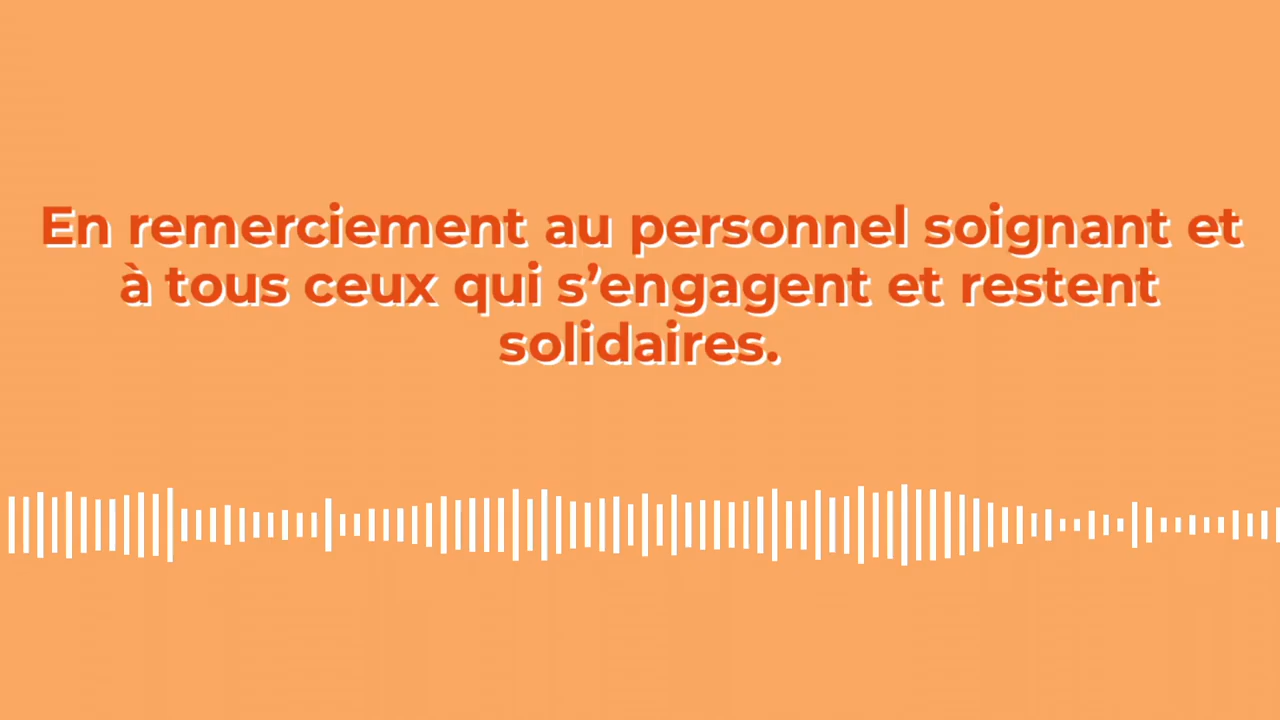 En remerciement au personnel soignant et
à tous ceux qui s’engagent et restent
solidaires.